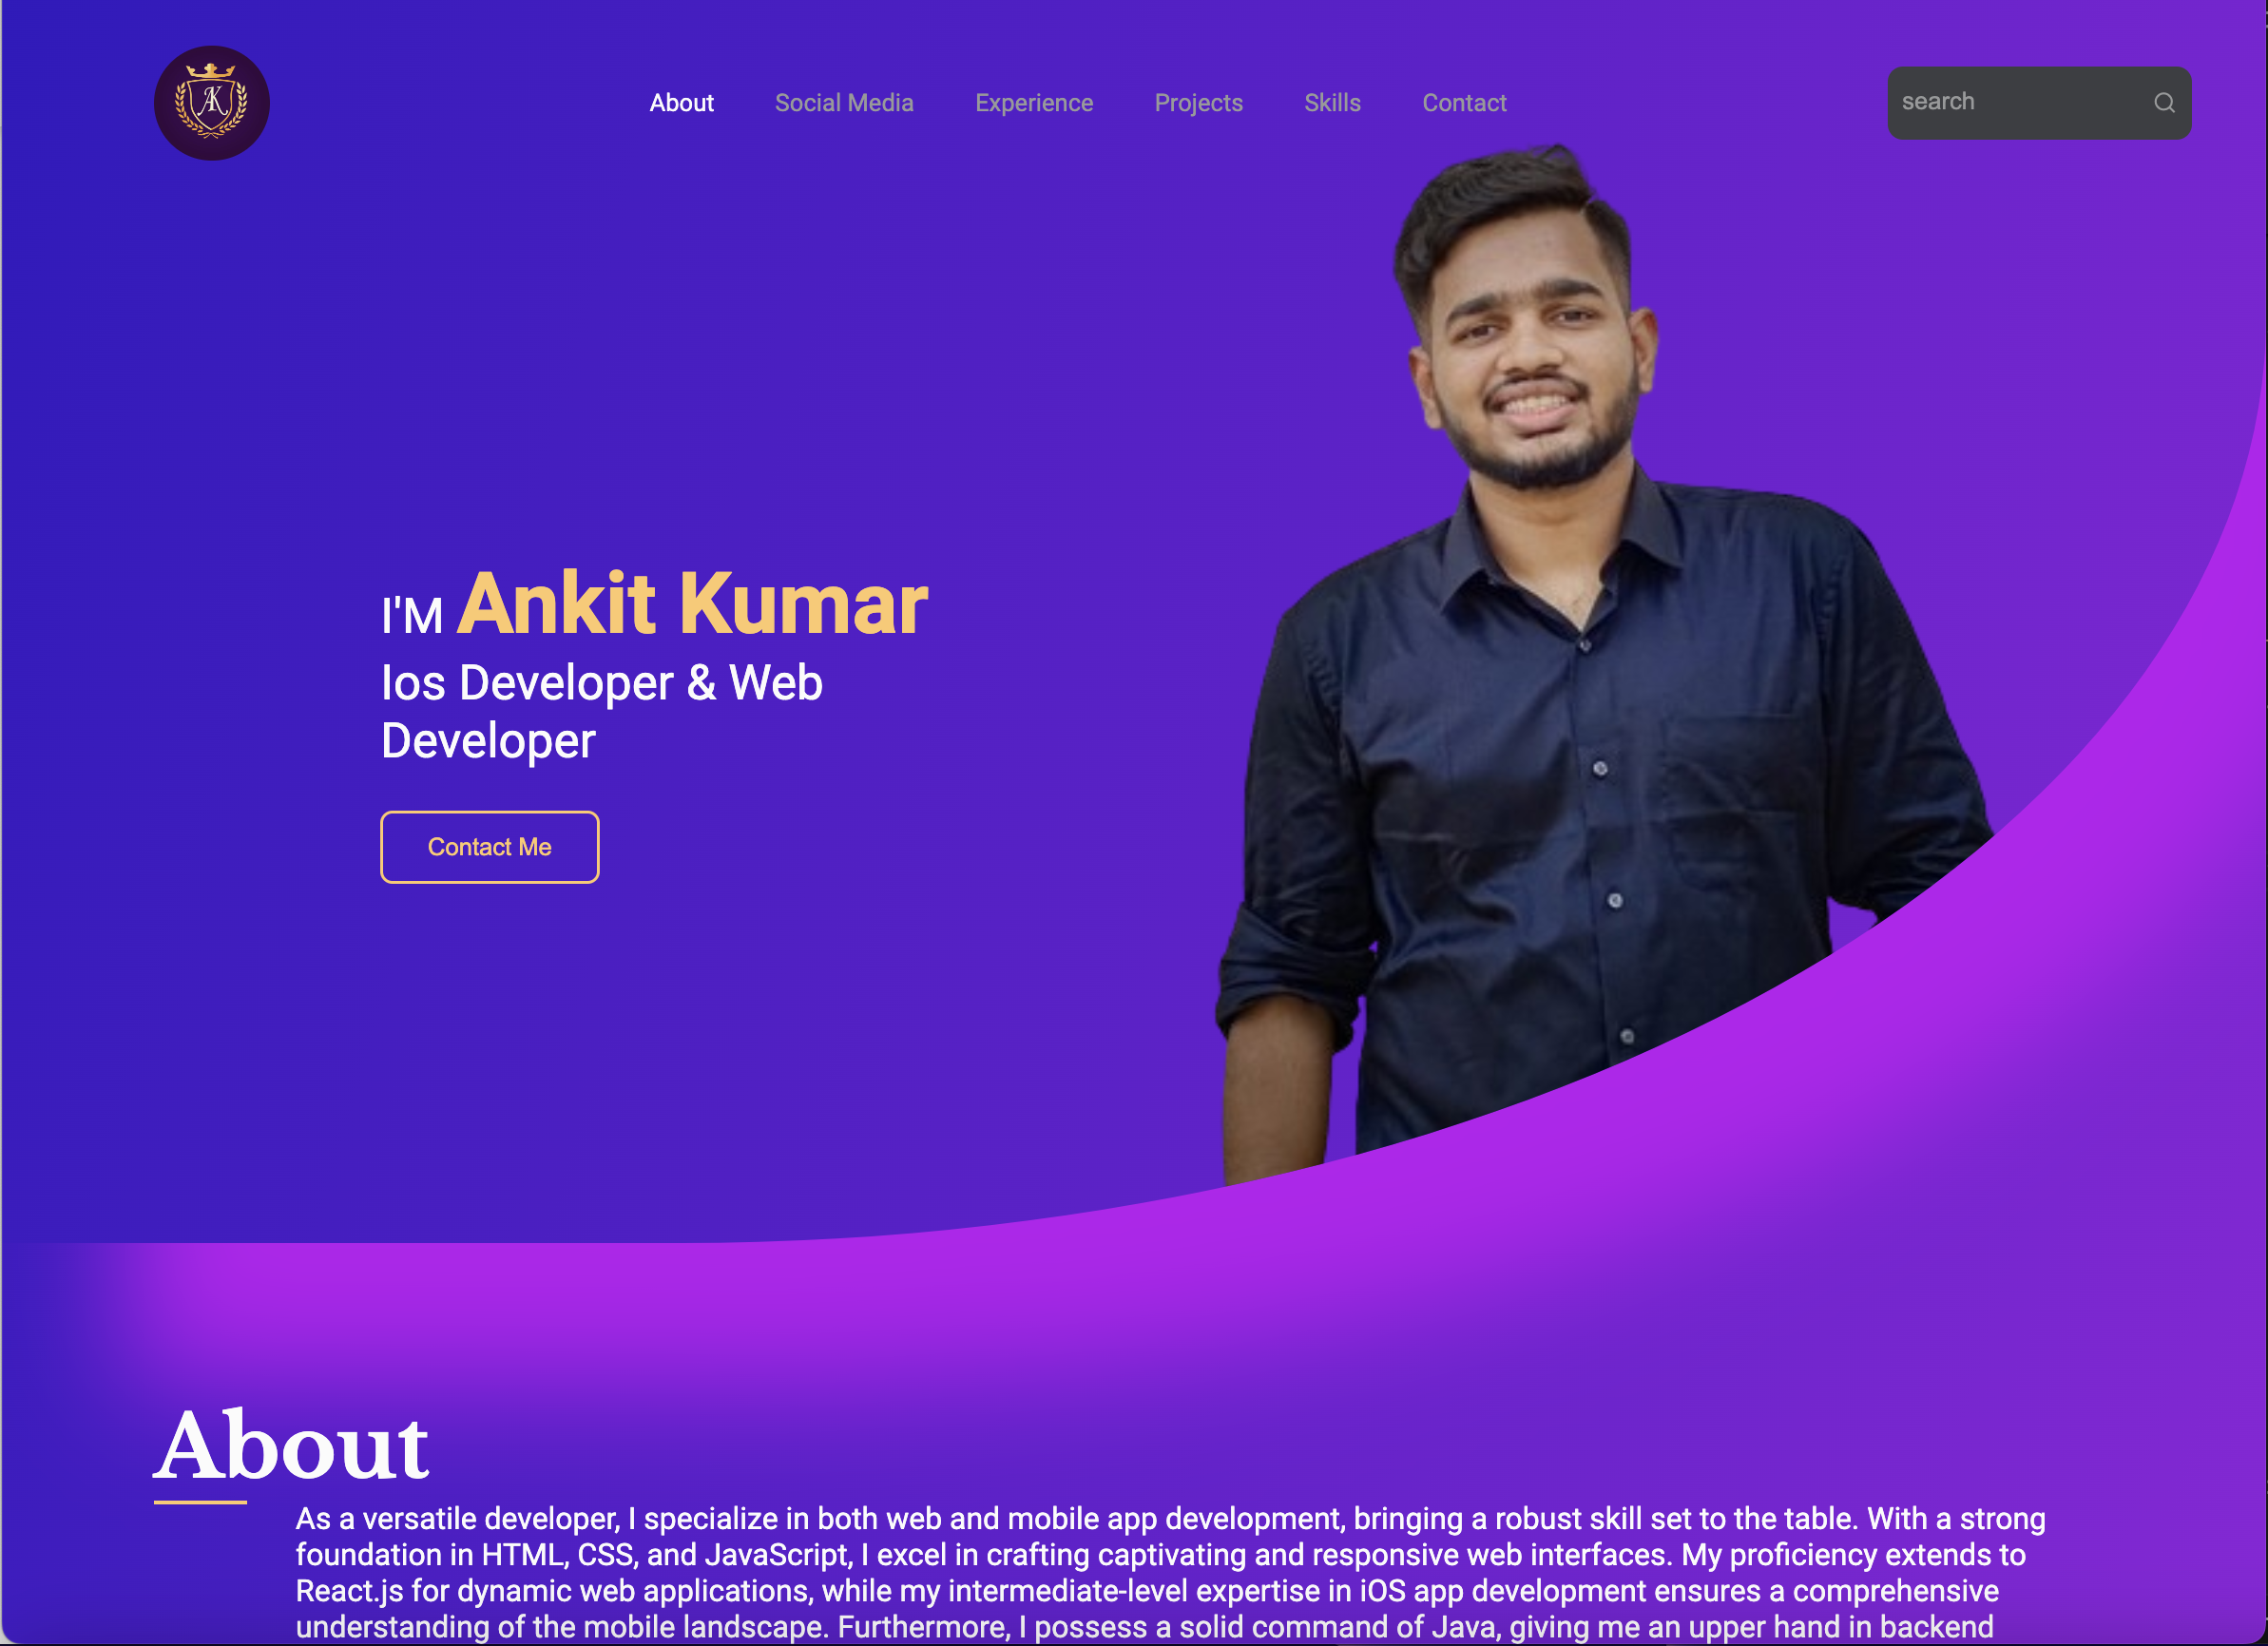 AK
About Social Media Experience Projects Skills Contact
search
I'M Ankit Kumar
Ios Developer & Web
Developer
Contact Me
About
As a versatile developer, I specialize in both web and mobile app development, bringing a robust skill set to the table. With a strong
foundation in HTML, CSS, and JavaScript, I excel in crafting captivating and responsive web interfaces. My proficiency extends to
React.js for dynamic web applications, while my intermediate-level expertise in iOS app development ensures a comprehensive
understanding of the mobile landscape. Furthermore, I possess a solid command of Java, giving me an upper hand in backend